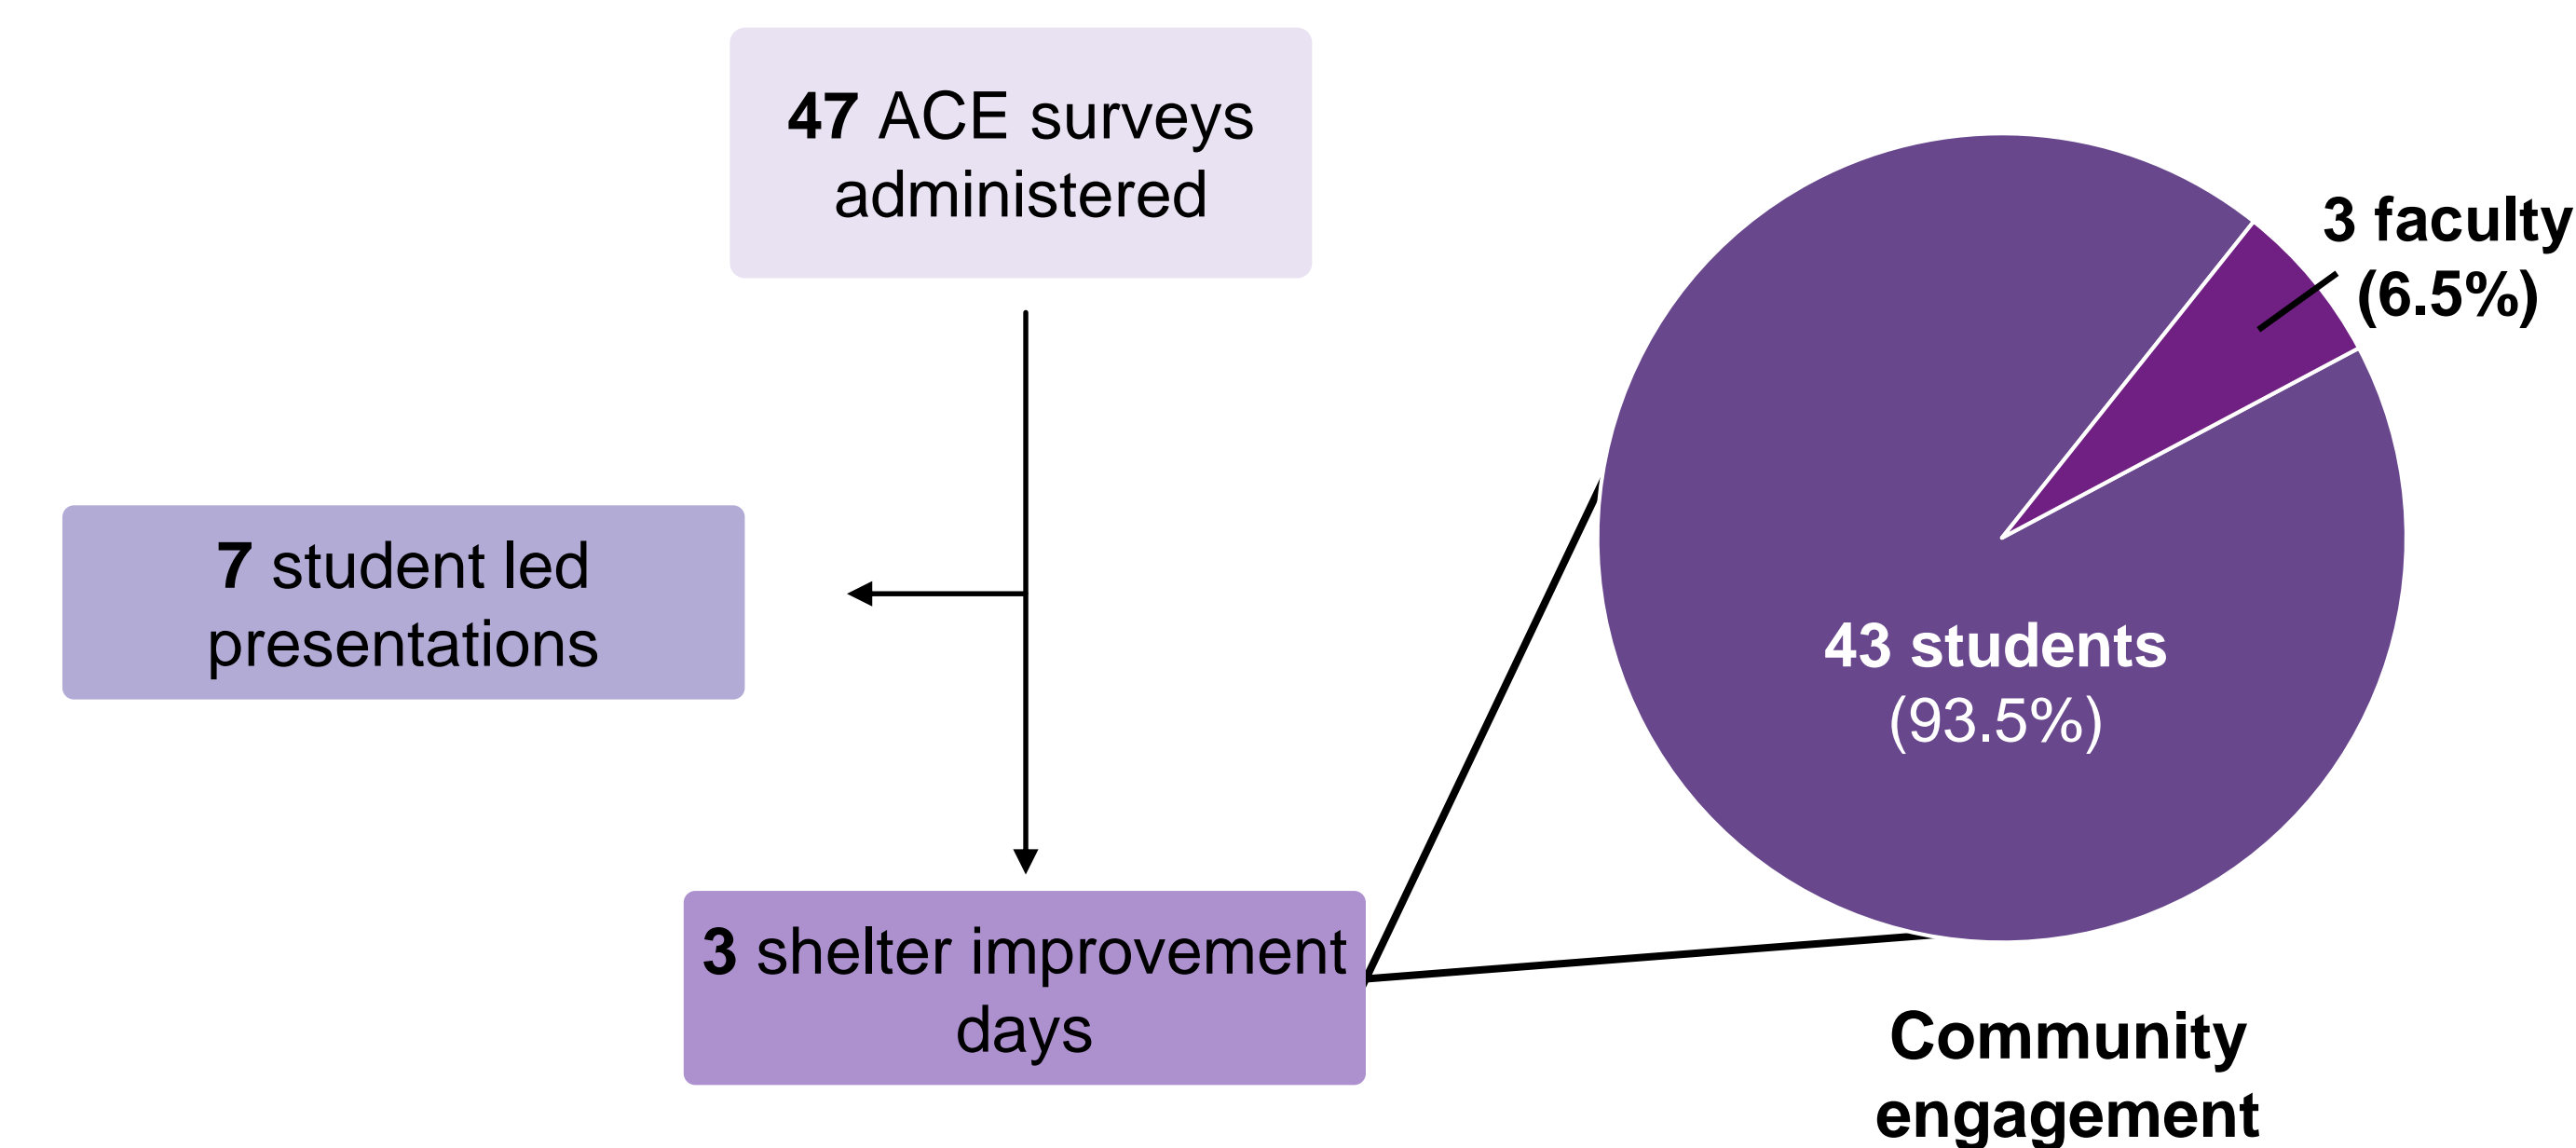 47 ACE surveys
administered
3 faculty
(6.5%)
7 student led
presentations
43 students
(93.5%)
3 shelter improvement
days
Community
engagement